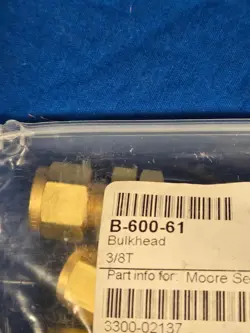 B-600-61
Bulkhead
3/8T
Part info for: Moore Se
3300-02137